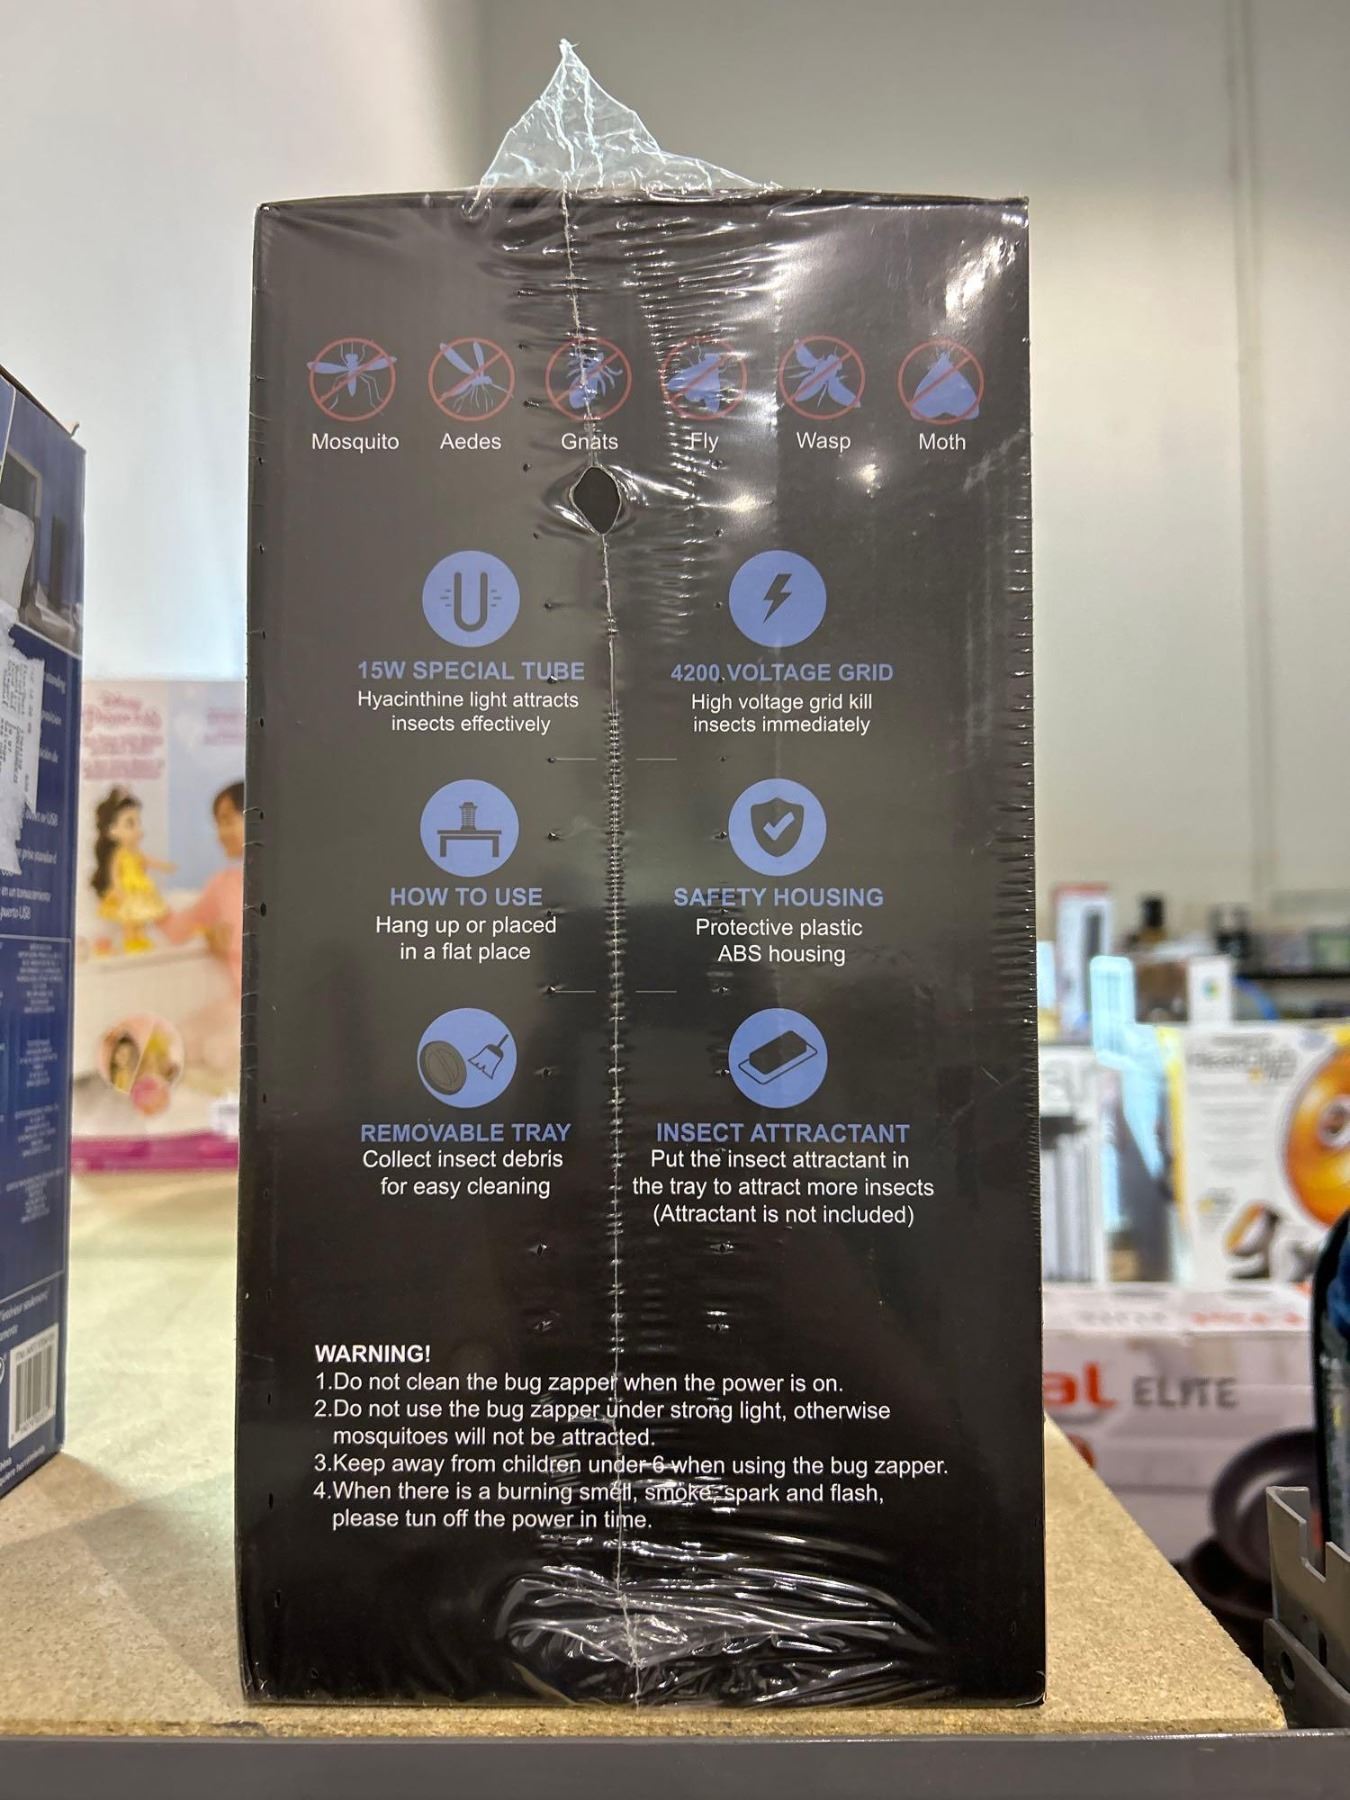 Mosquito Aedes Gnats Fly Wasp Moth
15W SPECIAL TUBE
Hyacinthine light attracts
insects effectively
4200 VOLTAGE GRID
High voltage grid kill
insects immediately
HOW TO USE
Hang up or placed
in a flat place
SAFETY HOUSING
Protective plastic
ABS housing
REMOVABLE TRAY
Collect insect debris
for easy cleaning
INSECT ATTRACTANT
Put the insect attractant in
the tray to attract more insects
(Attractant is not included)
WARNING!
1.Do not clean the bug zapper when the power is on.
2.Do not use the bug zapper under strong light, otherwise
mosquitoes will not be attracted.
3.Keep away from children under 6 when using the bug zapper.
4.When there is a burning smell, smoke, spark and flash,
please tun off the power in time.
ELITE